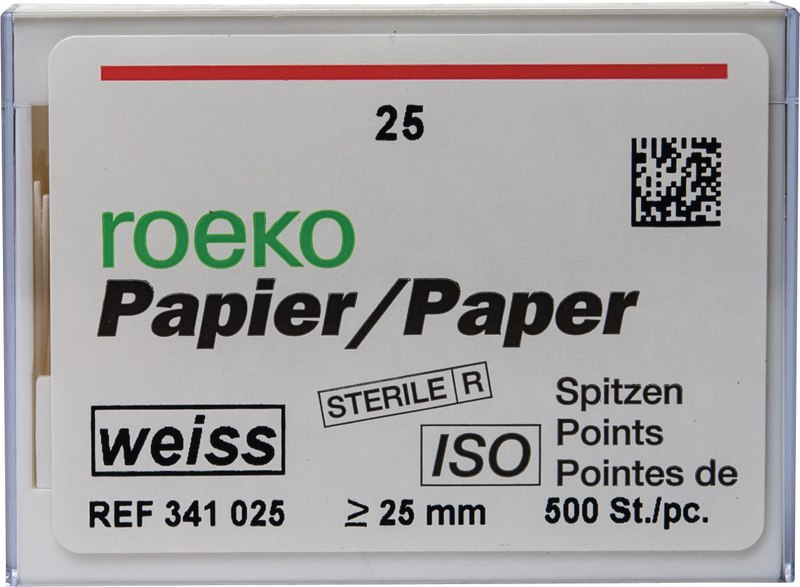 25
roeko
Papier/Paper
STERILE R
Spitzen
weiss
ISO
Points
Pointes de
REF 341 025
≥ 25 mm
500 St./pc.